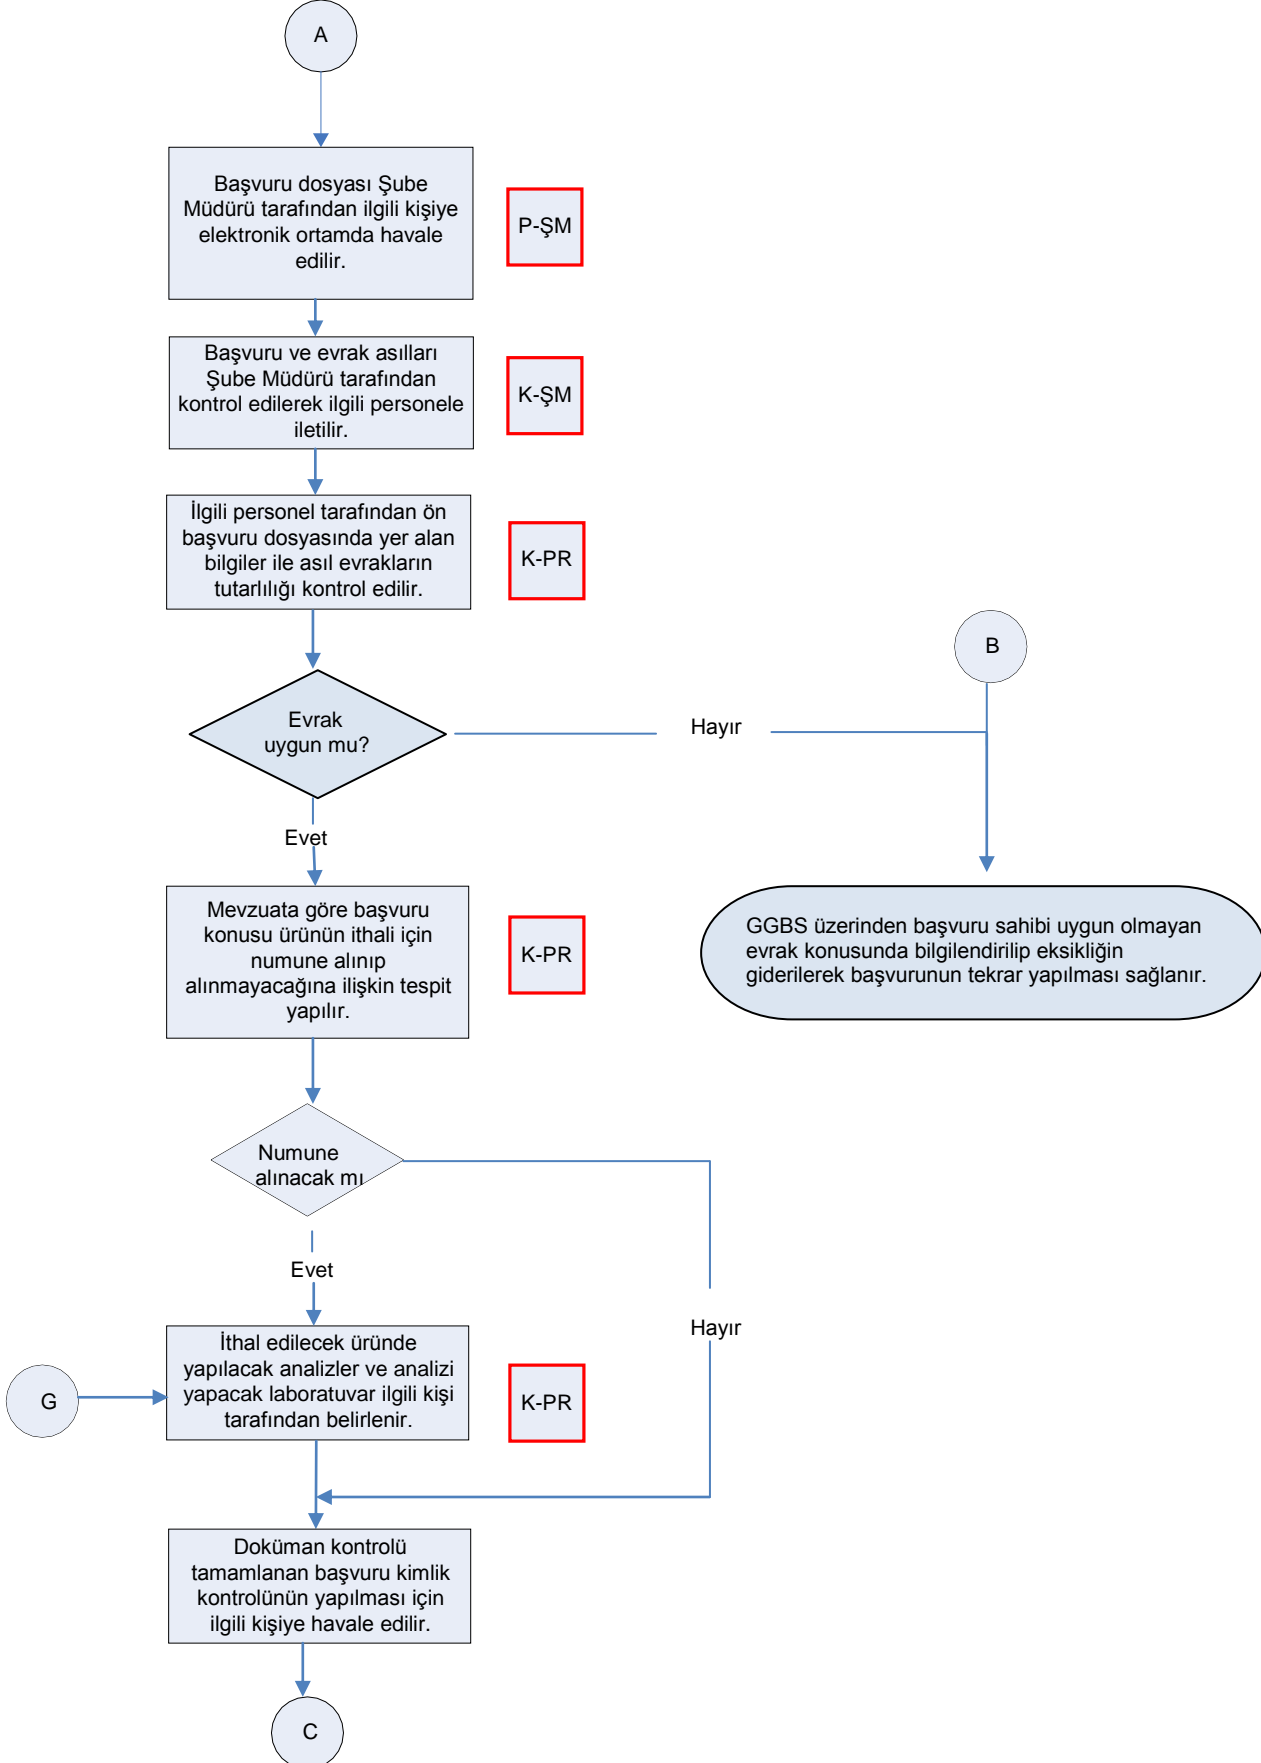 A
Başvuru dosyası Şube
Müdürü tarafından ilgili kişiye
elektronik ortamda havale
edilir.
P-ŞM
Başvuru ve evrak asılları
Şube Müdürü tarafından
kontrol edilerek ilgili personele
iletilir.
K-ŞM
İlgili personel tarafından ön
başvuru dosyasında yer alan
bilgiler ile asıl evrakların
tutarlılığı kontrol edilir.
K-PR
B
Evrak
uygun mu?
Hayır
Evet
Mevzuata göre başvuru
konusu ürünün ithali için
numune alınıp
alınmayacağına ilişkin tespit
yapılır.
K-PR
GGBS üzerinden başvuru sahibi uygun olmayan
evrak konusunda bilgilendirilip eksikliğin
giderilerek başvurunun tekrar yapılması sağlanır.
Numune
alınacak mı
Evet
Hayır
İthal edilecek üründe
yapılacak analizler ve analizi
yapacak laboratuvar ilgili kişi
tarafından belirlenir.
G
K-PR
Doküman kontrolü
tamamlanan başvuru kimlik
kontrolünün yapılması için
ilgili kişiye havale edilir.
C